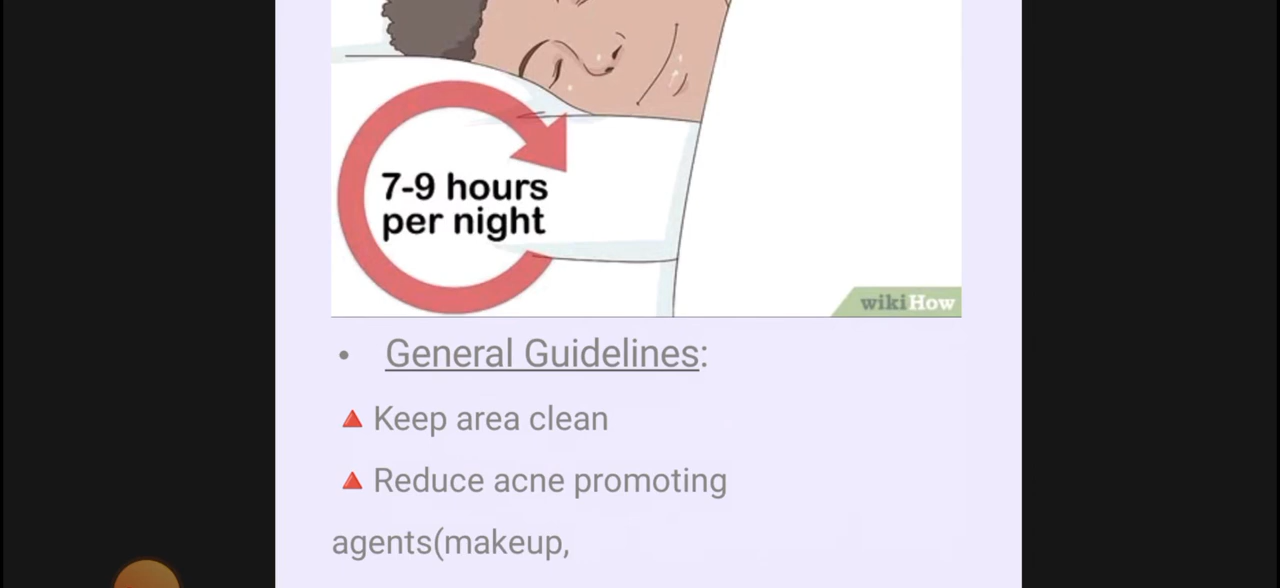 7-9 hours
per night
wikiHow
• General Guidelines:
🔺Keep area clean
🔺Reduce acne promoting
agents(makeup,